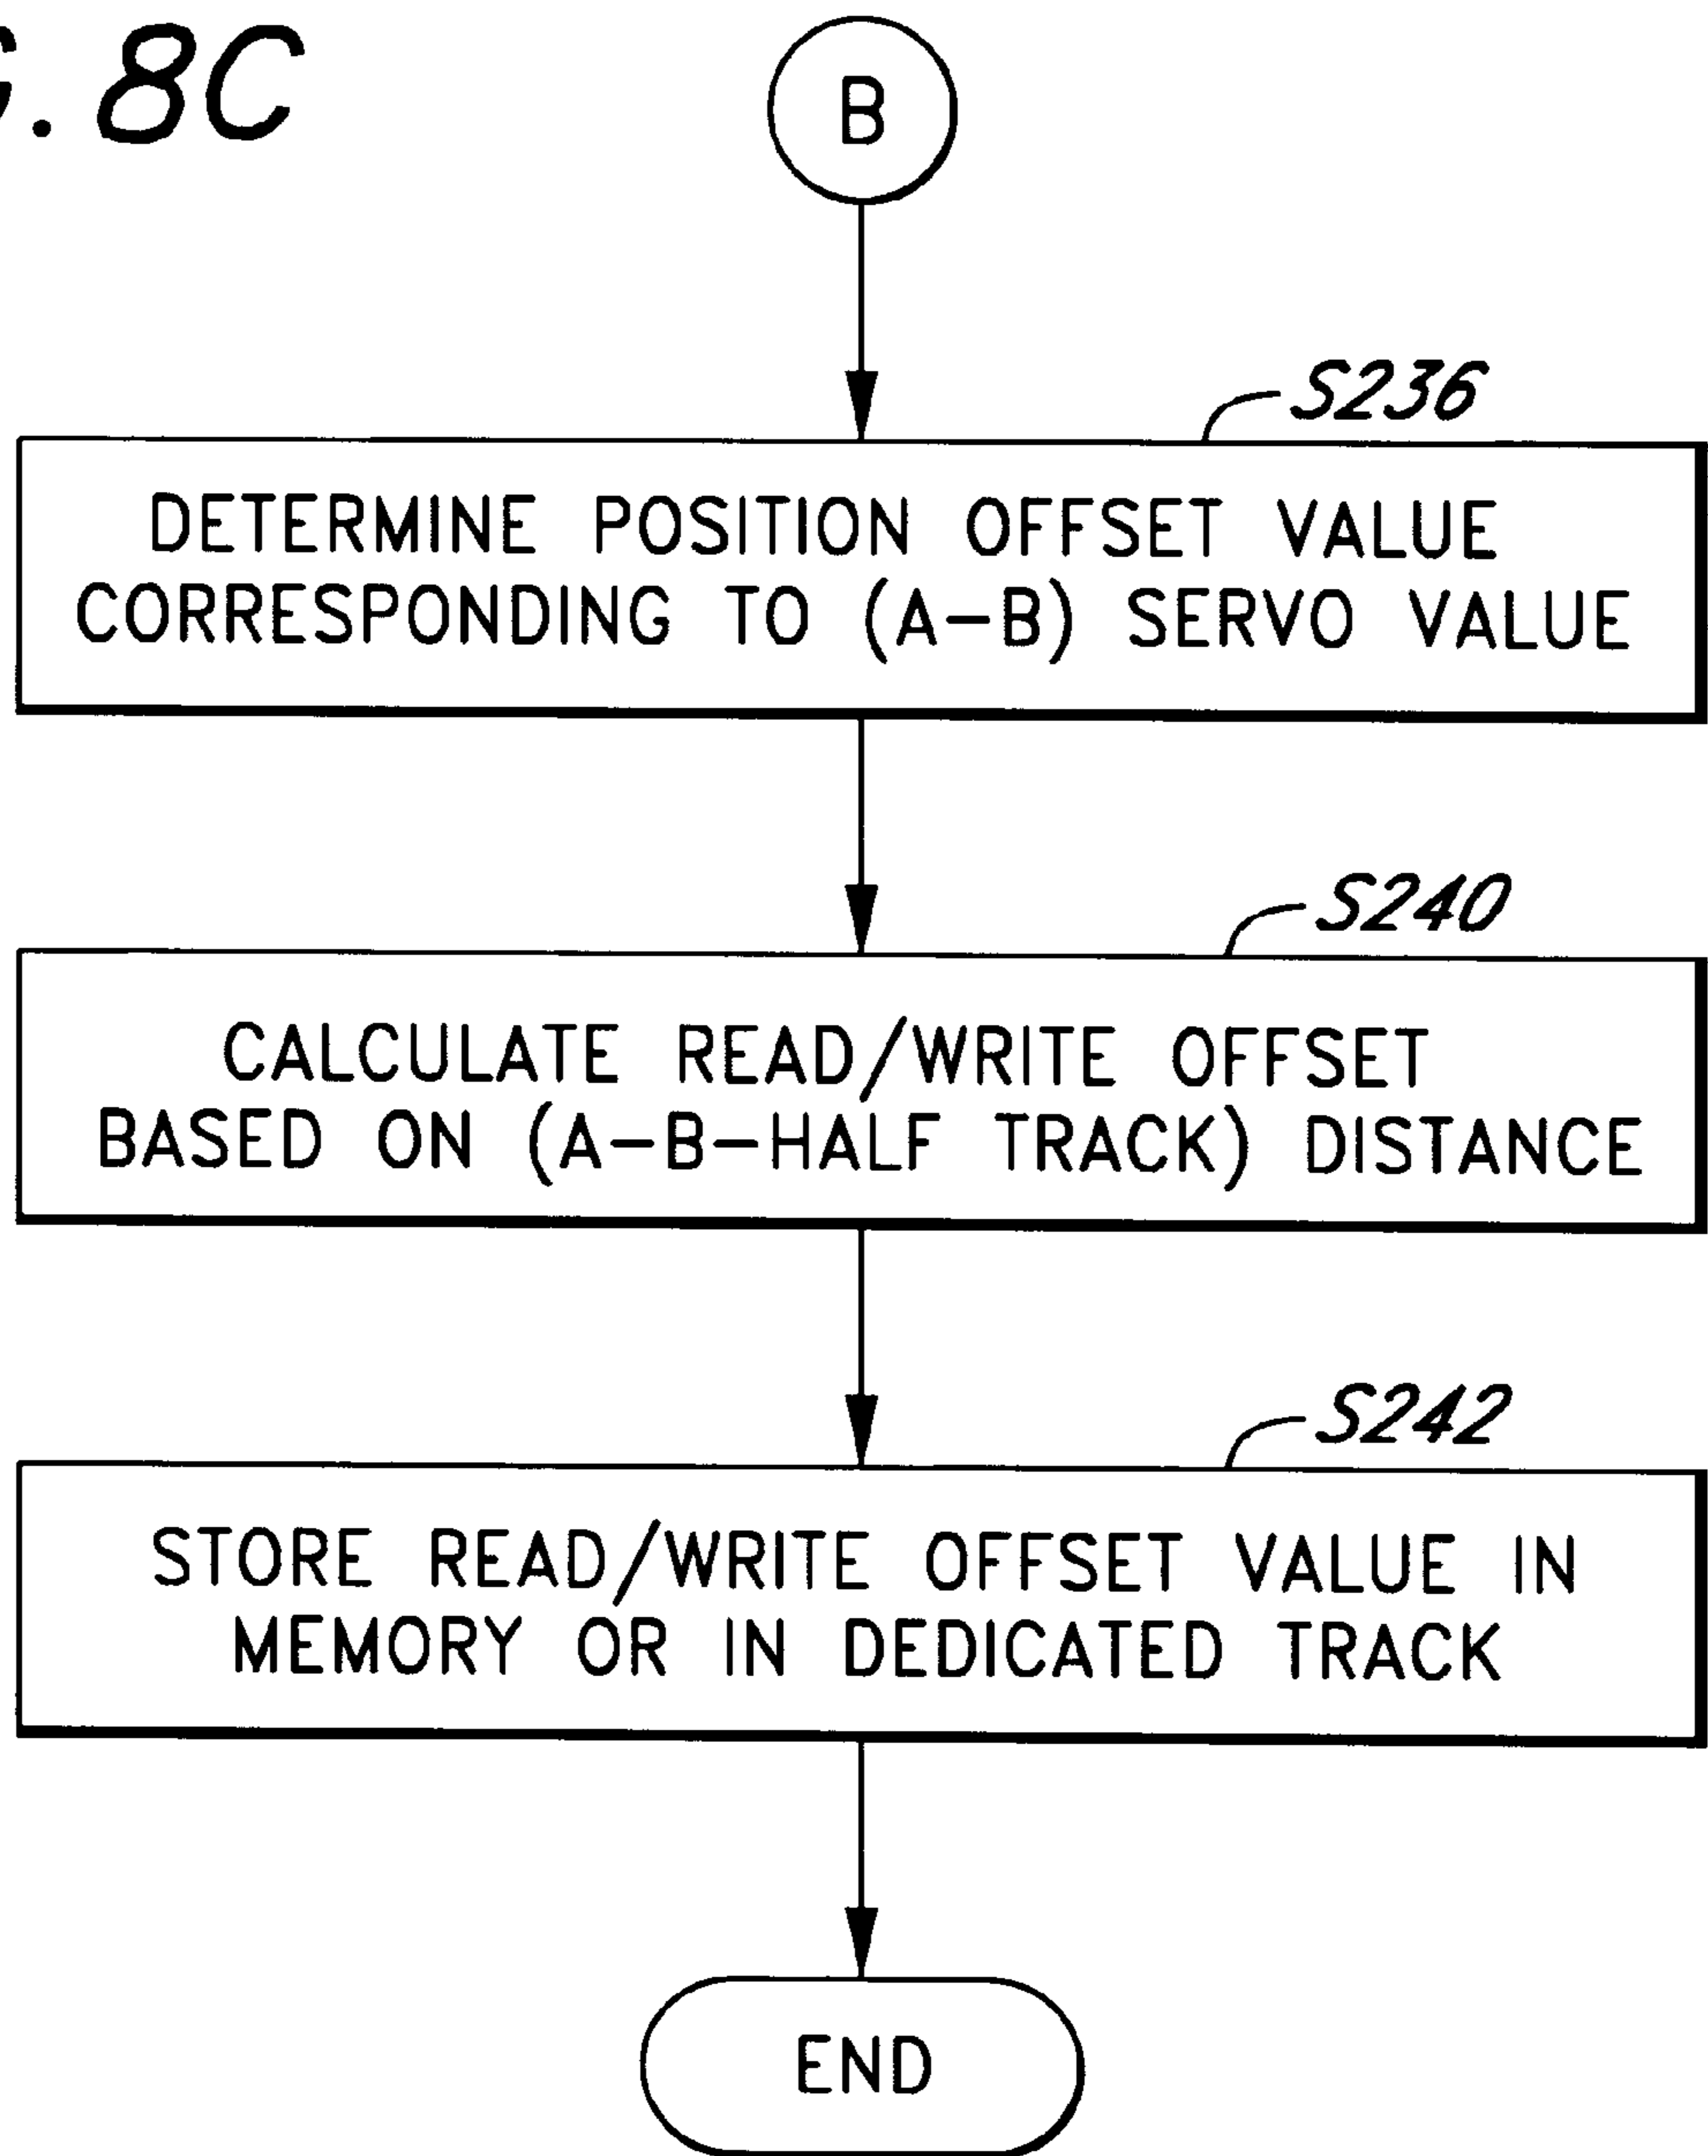 . 8C
B
S236
DETERMINE POSITION OFFSET VALUE
CORRESPONDING TO (A-B) SERVO VALUE
S240
CALCULATE READ/WRITE OFFSET
BASED ON (A-B-HALF TRACK) DISTANCE
S242
STORE READ/WRITE OFFSET VALUE IN
MEMORY OR IN DEDICATED TRACK
END